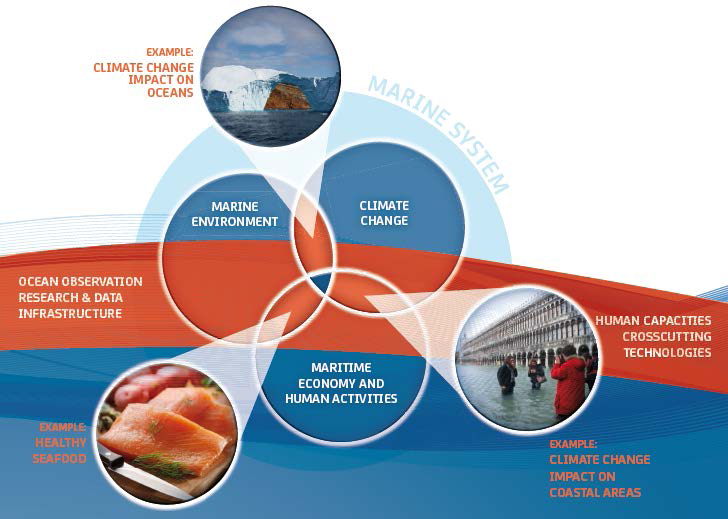 EXAMPLE:
CLIMATE CHANGE
IMPACT ON
OCEANS
MARINE SYSTEM
MARINE
ENVIRONMENT
CLIMATE
CHANGE
OCEAN OBSERVATION
RESEARCH & DATA
INFRASTRUCTURE
HUMAN CAPACITIES
CROSSCUTTING
TECHNOLOGIES
MARITIME
ECONOMY AND
HUMAN ACTIVITIES
EXAMPLE:
HEALTHY
SEAFOOD
EXAMPLE:
CLIMATE CHANGE
IMPACT ON
COASTAL AREAS